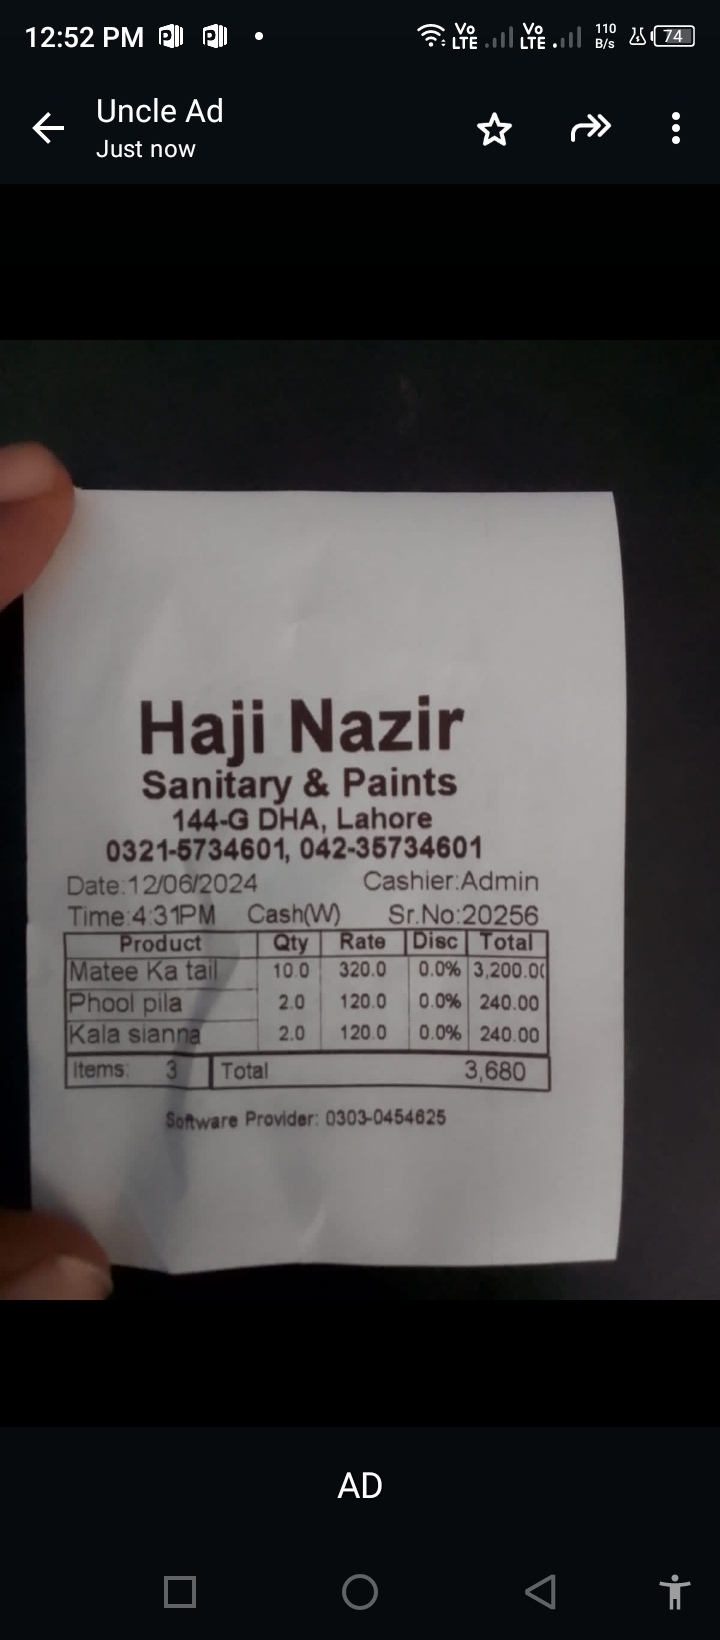 12:52 PM
Vo LTE Vo LTE 110 B/s 74
Uncle Ad
Just now
Haji Nazir
Sanitary & Paints
144-G DHA, Lahore
0321-5734601, 042-35734601
Date:12/06/2024 Cashier:Admin
Time:4:31PM Cash(W) Sr.No:20256
Product Qty Rate Disc Total
Matee Ka tail 10.0 320.0 0.0% 3,200.00
Phool pila 2.0 120.0 0.0% 240.00
Kala sianna 2.0 120.0 0.0% 240.00
Items: 3 Total 3,680
Software Provider: 0303-0454625
AD